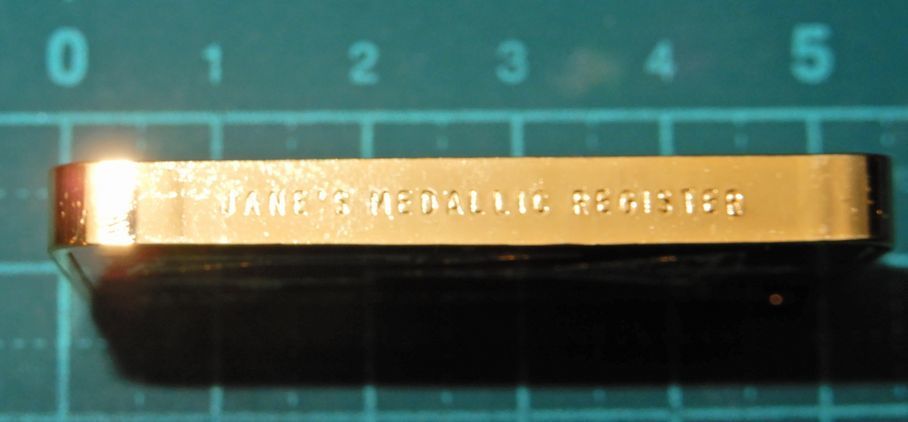 0 1 2 3 4 5
JANE'S MEDALLIC REGISTER